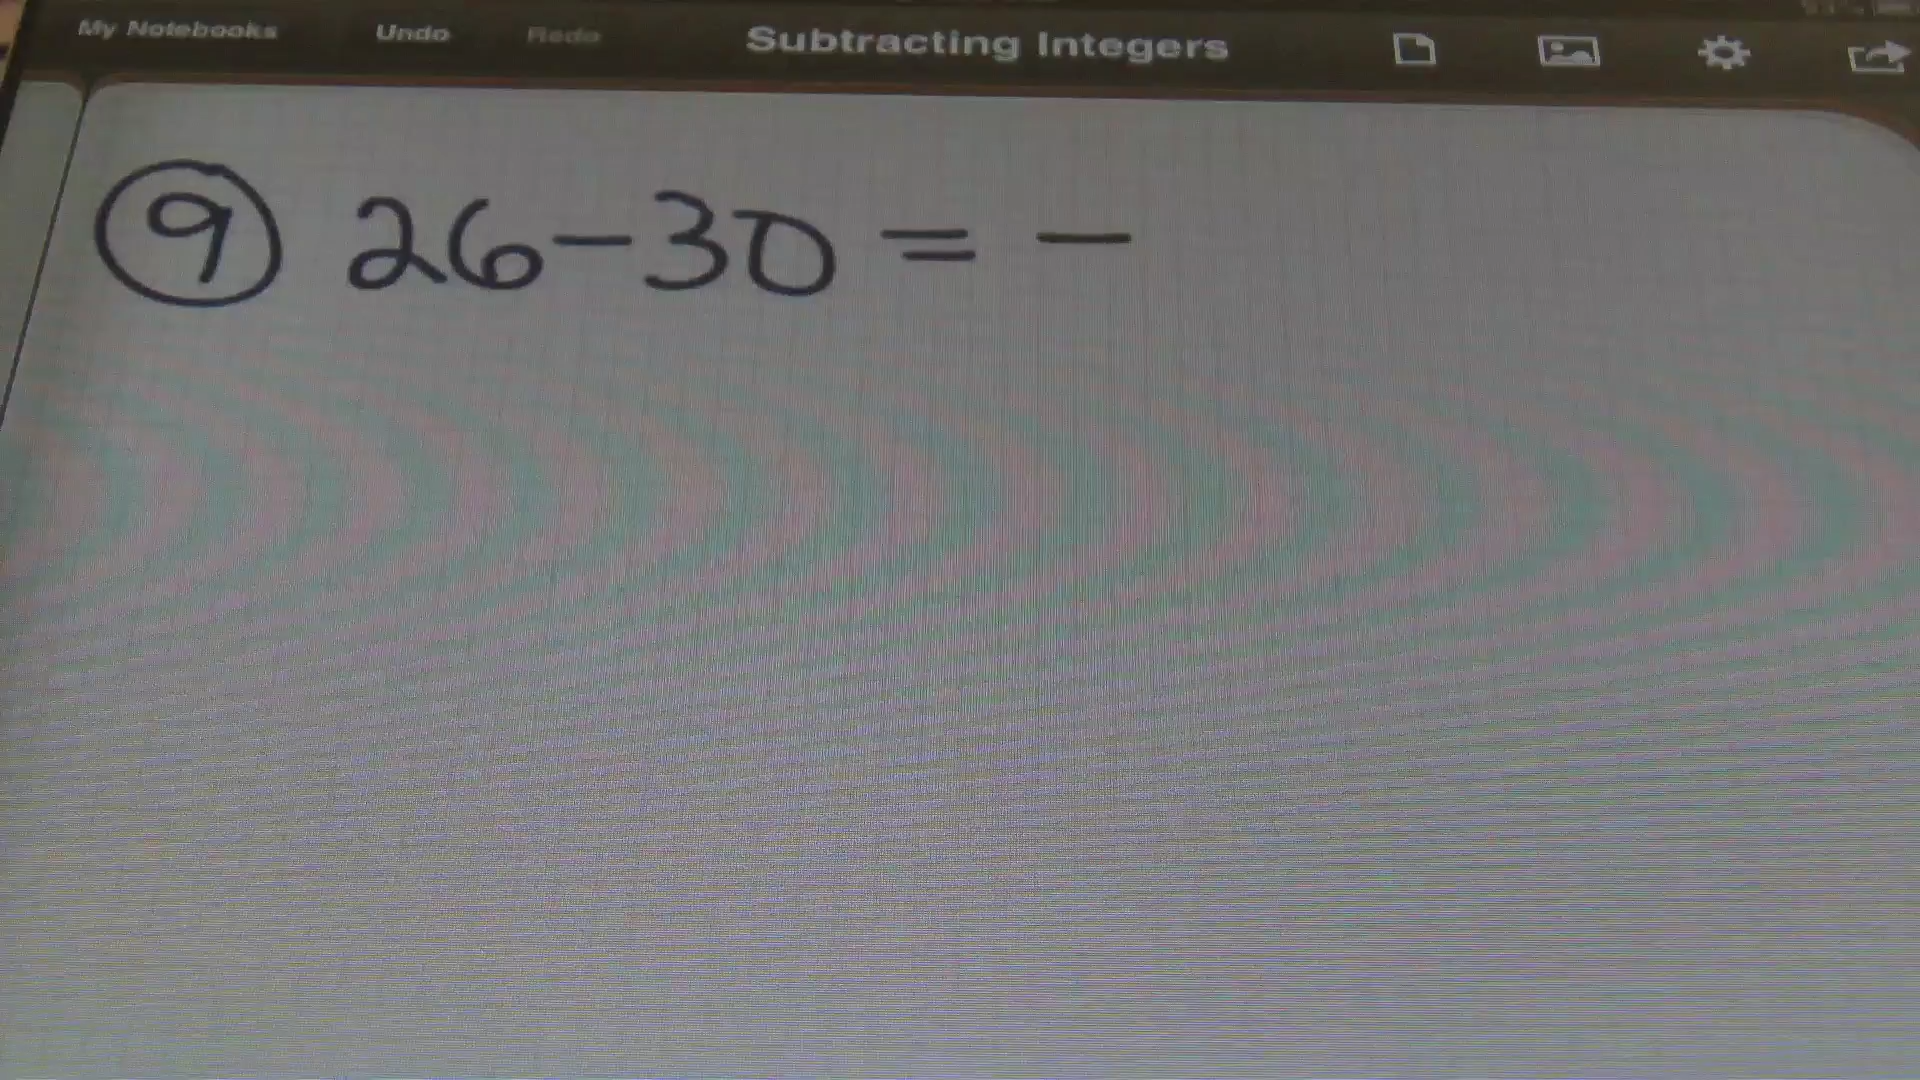 My Notebooks Undo Redo Subtracting Integers
9 26-30 = -